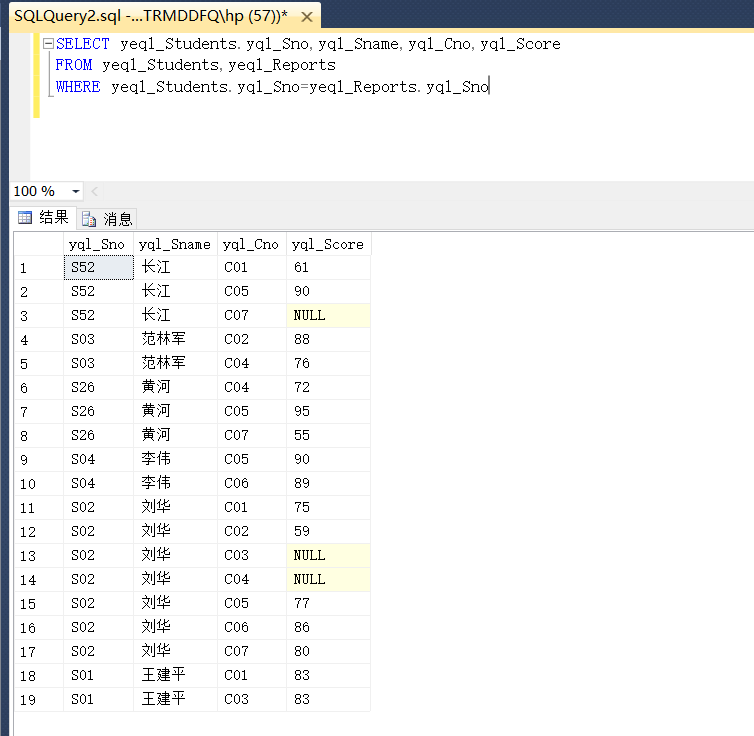 SQLQuery2.sql -...TRMDDFQ\hp (57))* ×
SELECT yeql_Students.yql_Sno,yql_Sname,yql_Cno,yql_Score
FROM yeql_Students,yeql_Reports
WHERE yeql_Students.yql_Sno=yeql_Reports.yql_Sno
100 %
结果 消息
yql_Sno yql_Sname yql_Cno yql_Score
1 S52 长江 C01 61
2 S52 长江 C05 90
3 S52 长江 C07 NULL
4 S03 范林军 C02 88
5 S03 范林军 C04 76
6 S26 黄河 C04 72
7 S26 黄河 C05 95
8 S26 黄河 C07 55
9 S04 李伟 C05 90
10 S04 李伟 C06 89
11 S02 刘华 C01 75
12 S02 刘华 C02 59
13 S02 刘华 C03 NULL
14 S02 刘华 C04 NULL
15 S02 刘华 C05 77
16 S02 刘华 C06 86
17 S02 刘华 C07 80
18 S01 王建平 C01 83
19 S01 王建平 C03 83